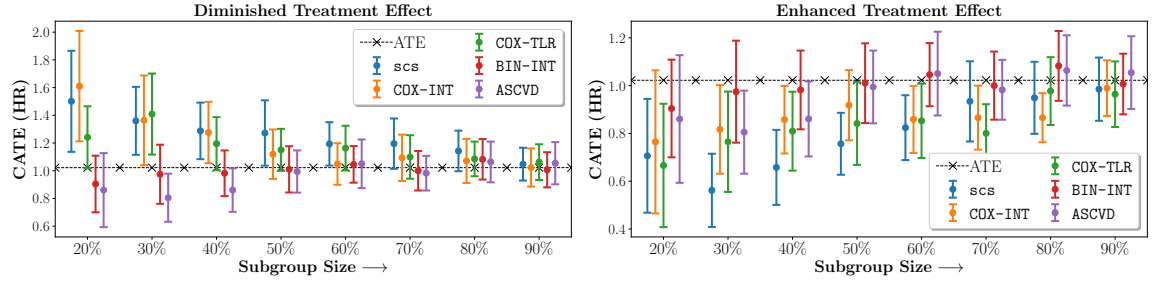 Diminished Treatment Effect
CATE (HR)
2.0
1.8
1.6
1.4
1.2
1.0
0.8
0.6
ATE
scs
COX-INT
COX-TLR
BIN-INT
ASCVD
20% 30% 40% 50% 60% 70% 80% 90%
Subgroup Size →
Enhanced Treatment Effect
CATE (HR)
1.2
1.0
0.8
0.6
0.4
ATE
scs
COX-INT
COX-TLR
BIN-INT
ASCVD
20% 30% 40% 50% 60% 70% 80% 90%
Subgroup Size →